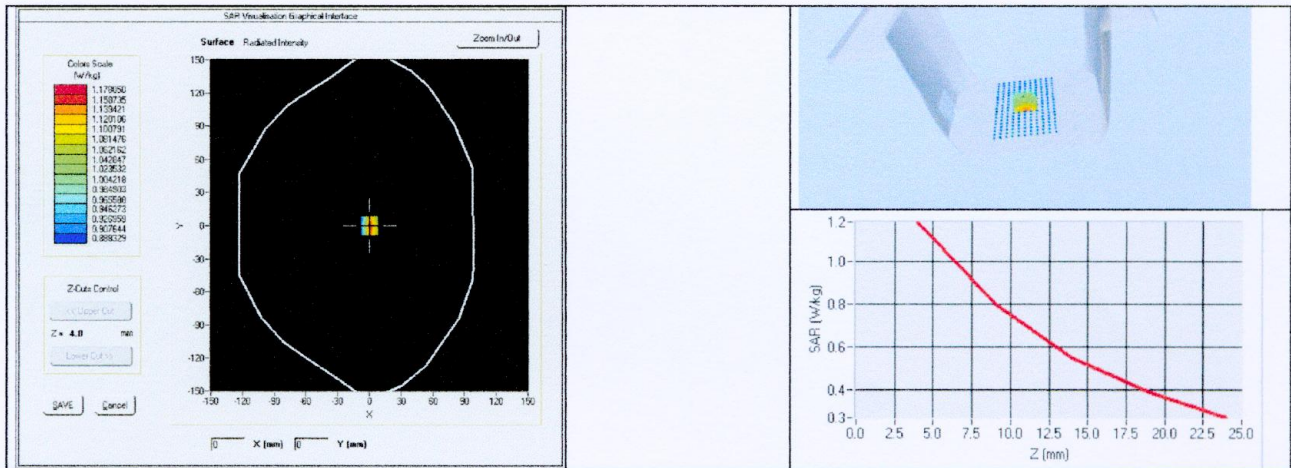 SAR Visualisation Graphical Interface
Surface Radiated Intensity
Zoom In/Out
Colors Scale
(W/kg)
1.178050
1.158735
1.139421
1.120106
1.100791
1.081476
1.062162
1.042847
1.023532
1.004218
0.984903
0.965588
0.946273
0.926959
0.907644
0.888329
Z-Cuts Control
Z = 4.0 mm
SAVE
Cancel
150
120
90
60
30
0
-30
-60
-90
-120
-150
Y
-150 -120 -90 -60 -30 0 30 60 90 120 150
X
0 X (mm) 0 Y (mm)
1.2
1.0
0.8
0.6
0.4
0.3
SAR (W/kg)
0.0 2.5 5.0 7.5 10.0 12.5 15.0 17.5 20.0 22.5 25.0
Z (mm)